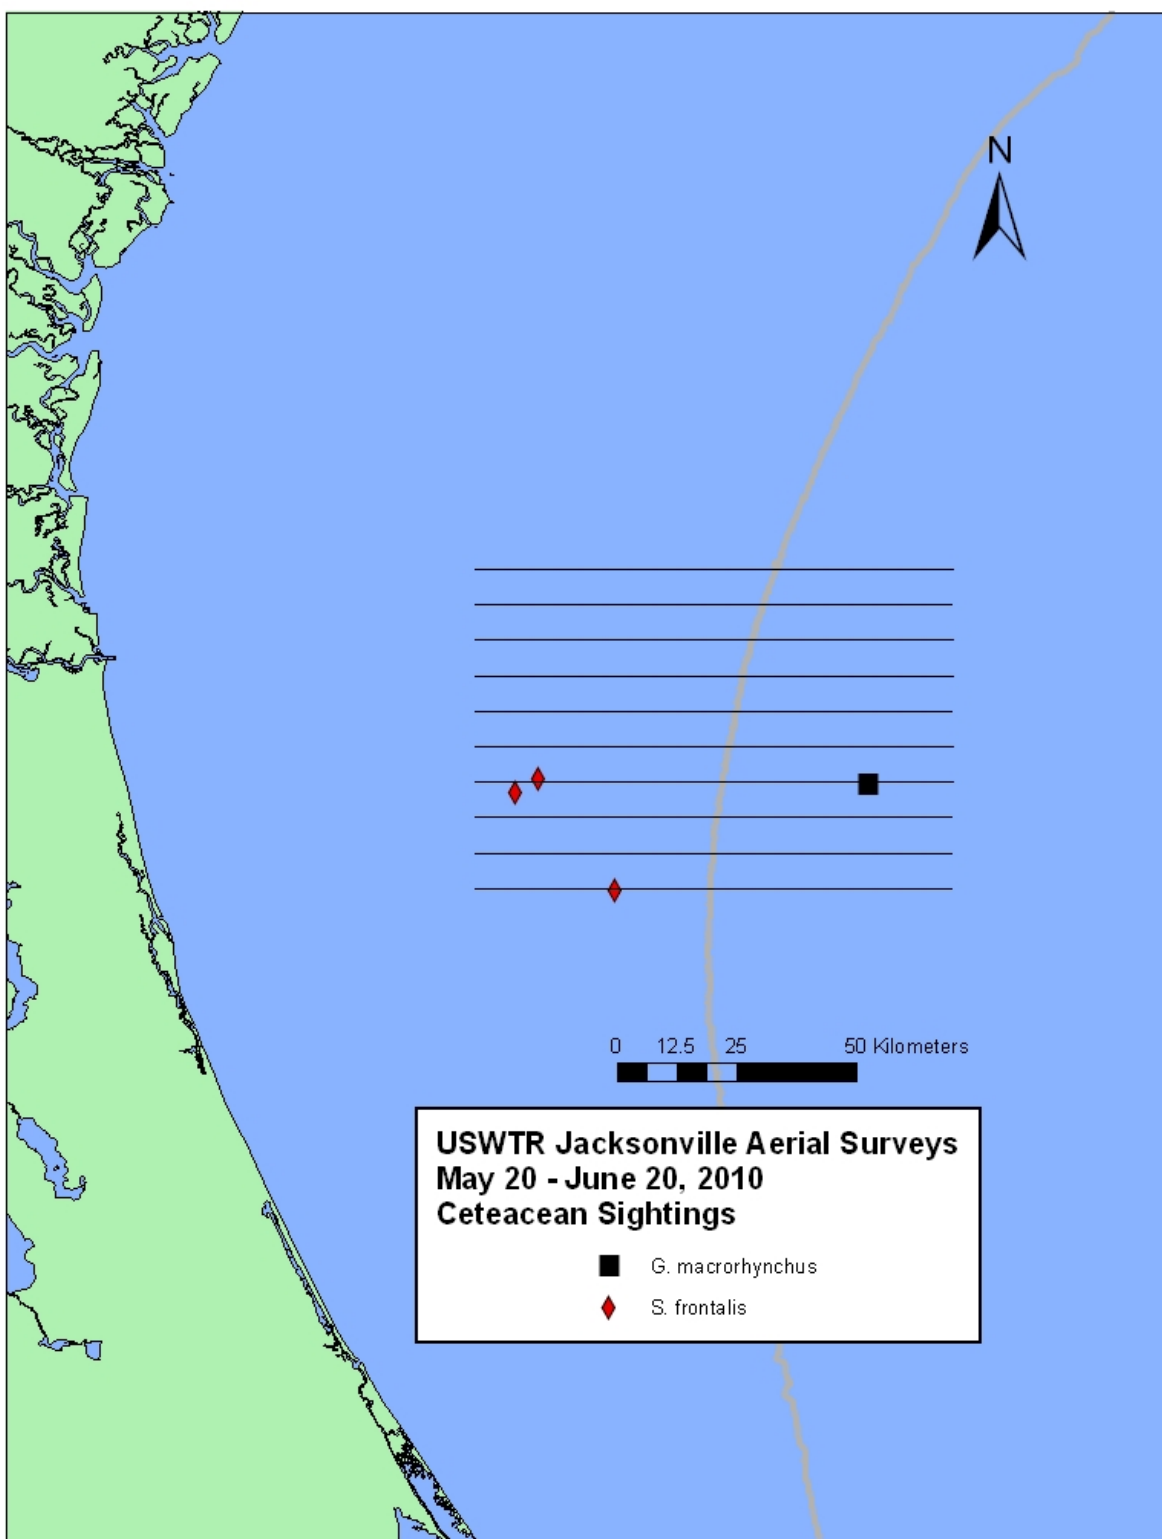 N
0 12.5 25 50 Kilometers
USWTR Jacksonville Aerial Surveys
May 20 - June 20, 2010
Ceteacean Sightings
G. macrorhynchus
S. frontalis